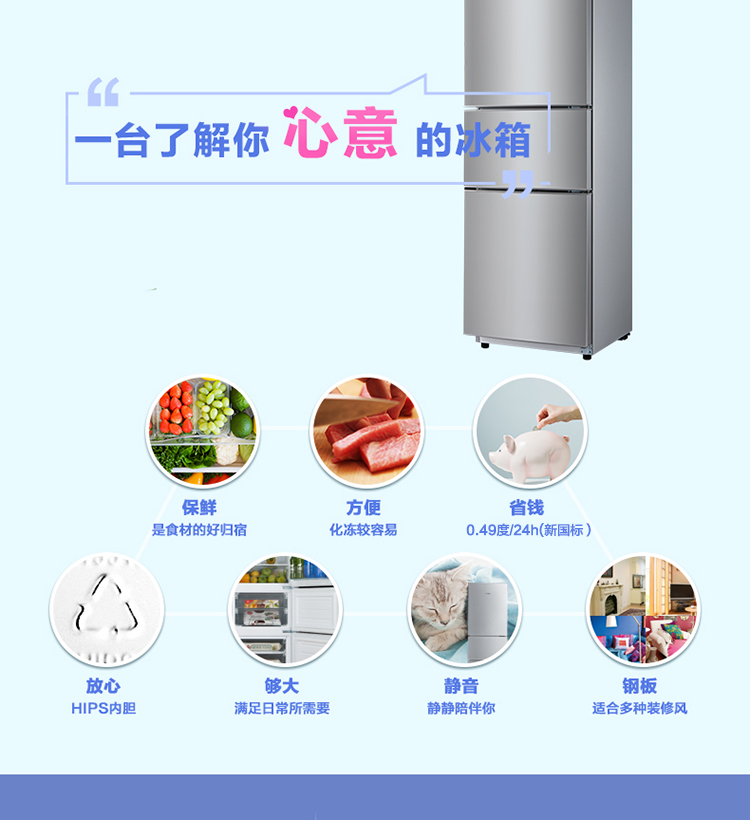 一台了解你 心意 的冰箱
保鲜
是食材的好归宿
方便
化冻较容易
省钱
0.49度/24h(新国标)
放心
HIPS内胆
够大
满足日常所需要
静音
静静陪伴你
钢板
适合多种装修风